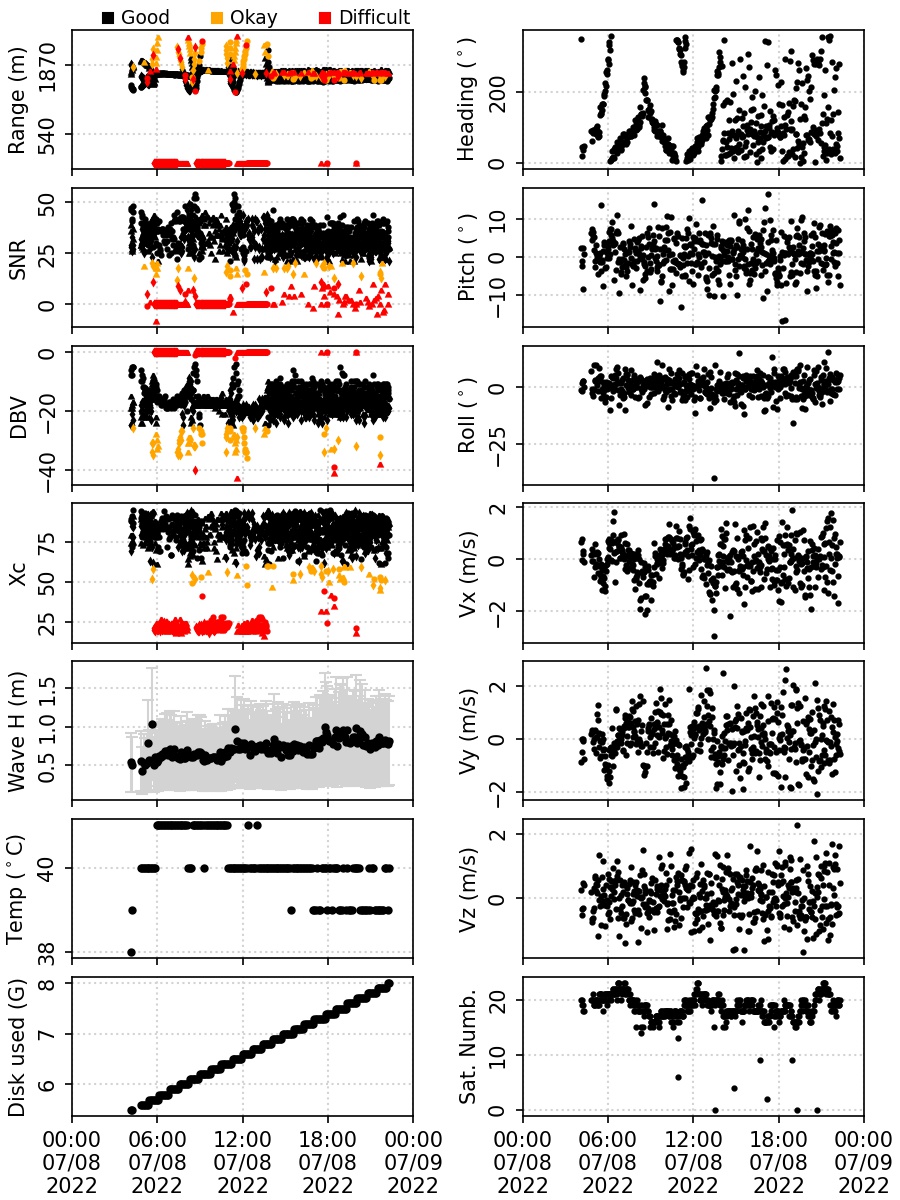 Good Okay Difficult
Range (m)
1870
540
Heading (°)
200
0
SNR
50
25
0
Pitch (°)
10
0
−10
DBV
0
−20
−40
Roll (°)
0
−25
Xc
75
50
25
Vx (m/s)
2
0
−2
Wave H (m)
1.5
1.0
0.5
Vy (m/s)
2
0
−2
Temp (°C)
40
38
Vz (m/s)
2
0
Disk used (G)
8
7
6
Sat. Numb.
20
10
0
00:00 06:00 12:00 18:00 00:00
07/08 07/08 07/08 07/08 07/09
2022 2022 2022 2022 2022
00:00 06:00 12:00 18:00 00:00
07/08 07/08 07/08 07/08 07/09
2022 2022 2022 2022 2022